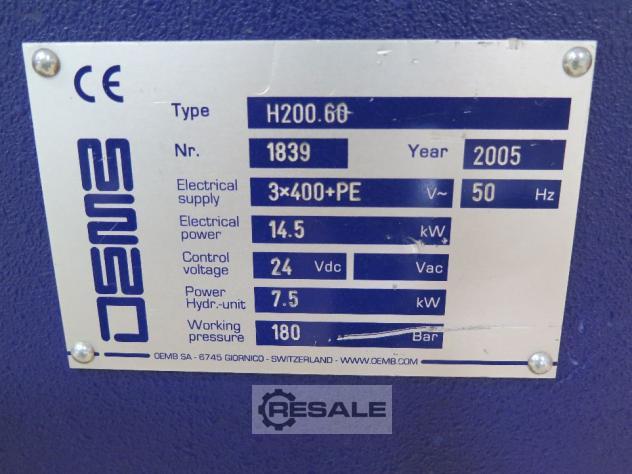 CE
OEMB
Type H200.60
Nr. 1839 Year 2005
Electrical supply 3×400+PE V~ 50 Hz
Electrical power 14.5 kW
Control voltage 24 Vdc Vac
Power Hydr.-unit 7.5 kW
Working pressure 180 Bar
OEMB SA - 6745 GIORNICO - SWITZERLAND - WWW.OEMB.COM
RESALE